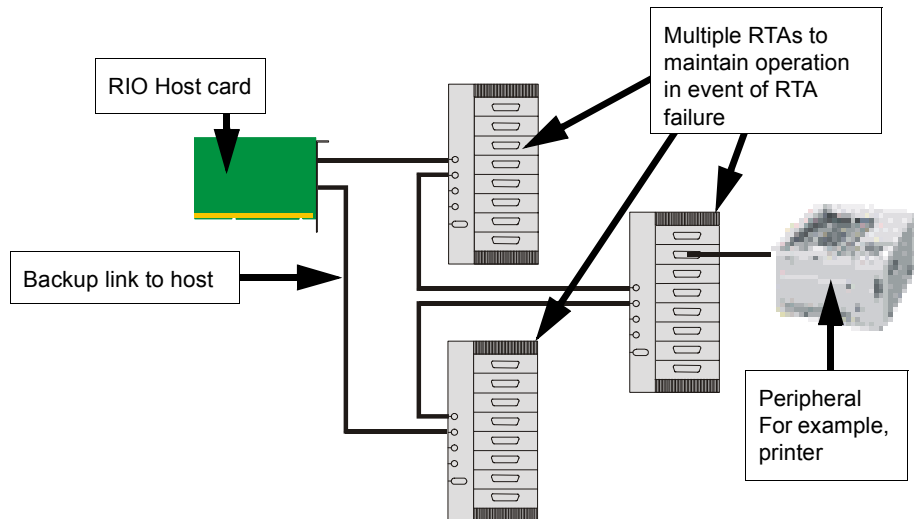 Multiple RTAs to
maintain operation
in event of RTA
failure
RIO Host card
Backup link to host
Peripheral
For example,
printer